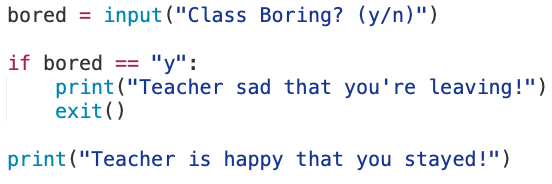 bored = input("Class Boring? (y/n)")
if bored == "y":
    print("Teacher sad that you're leaving!")
    exit()
print("Teacher is happy that you stayed!")